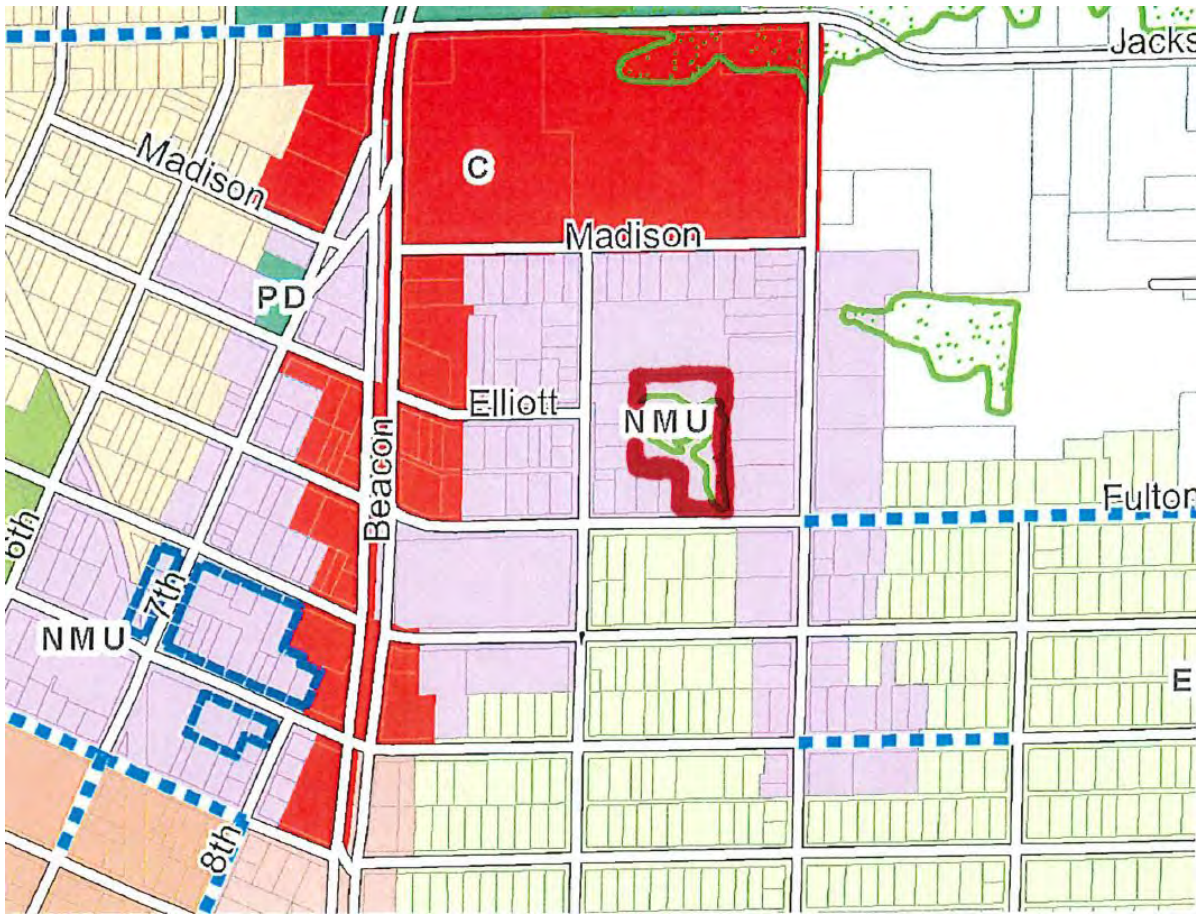 Jacks
Madison
C
Madison
PD
Elliott
NMU
Beacon
Fulton
6th
7th
NMU
E
8th